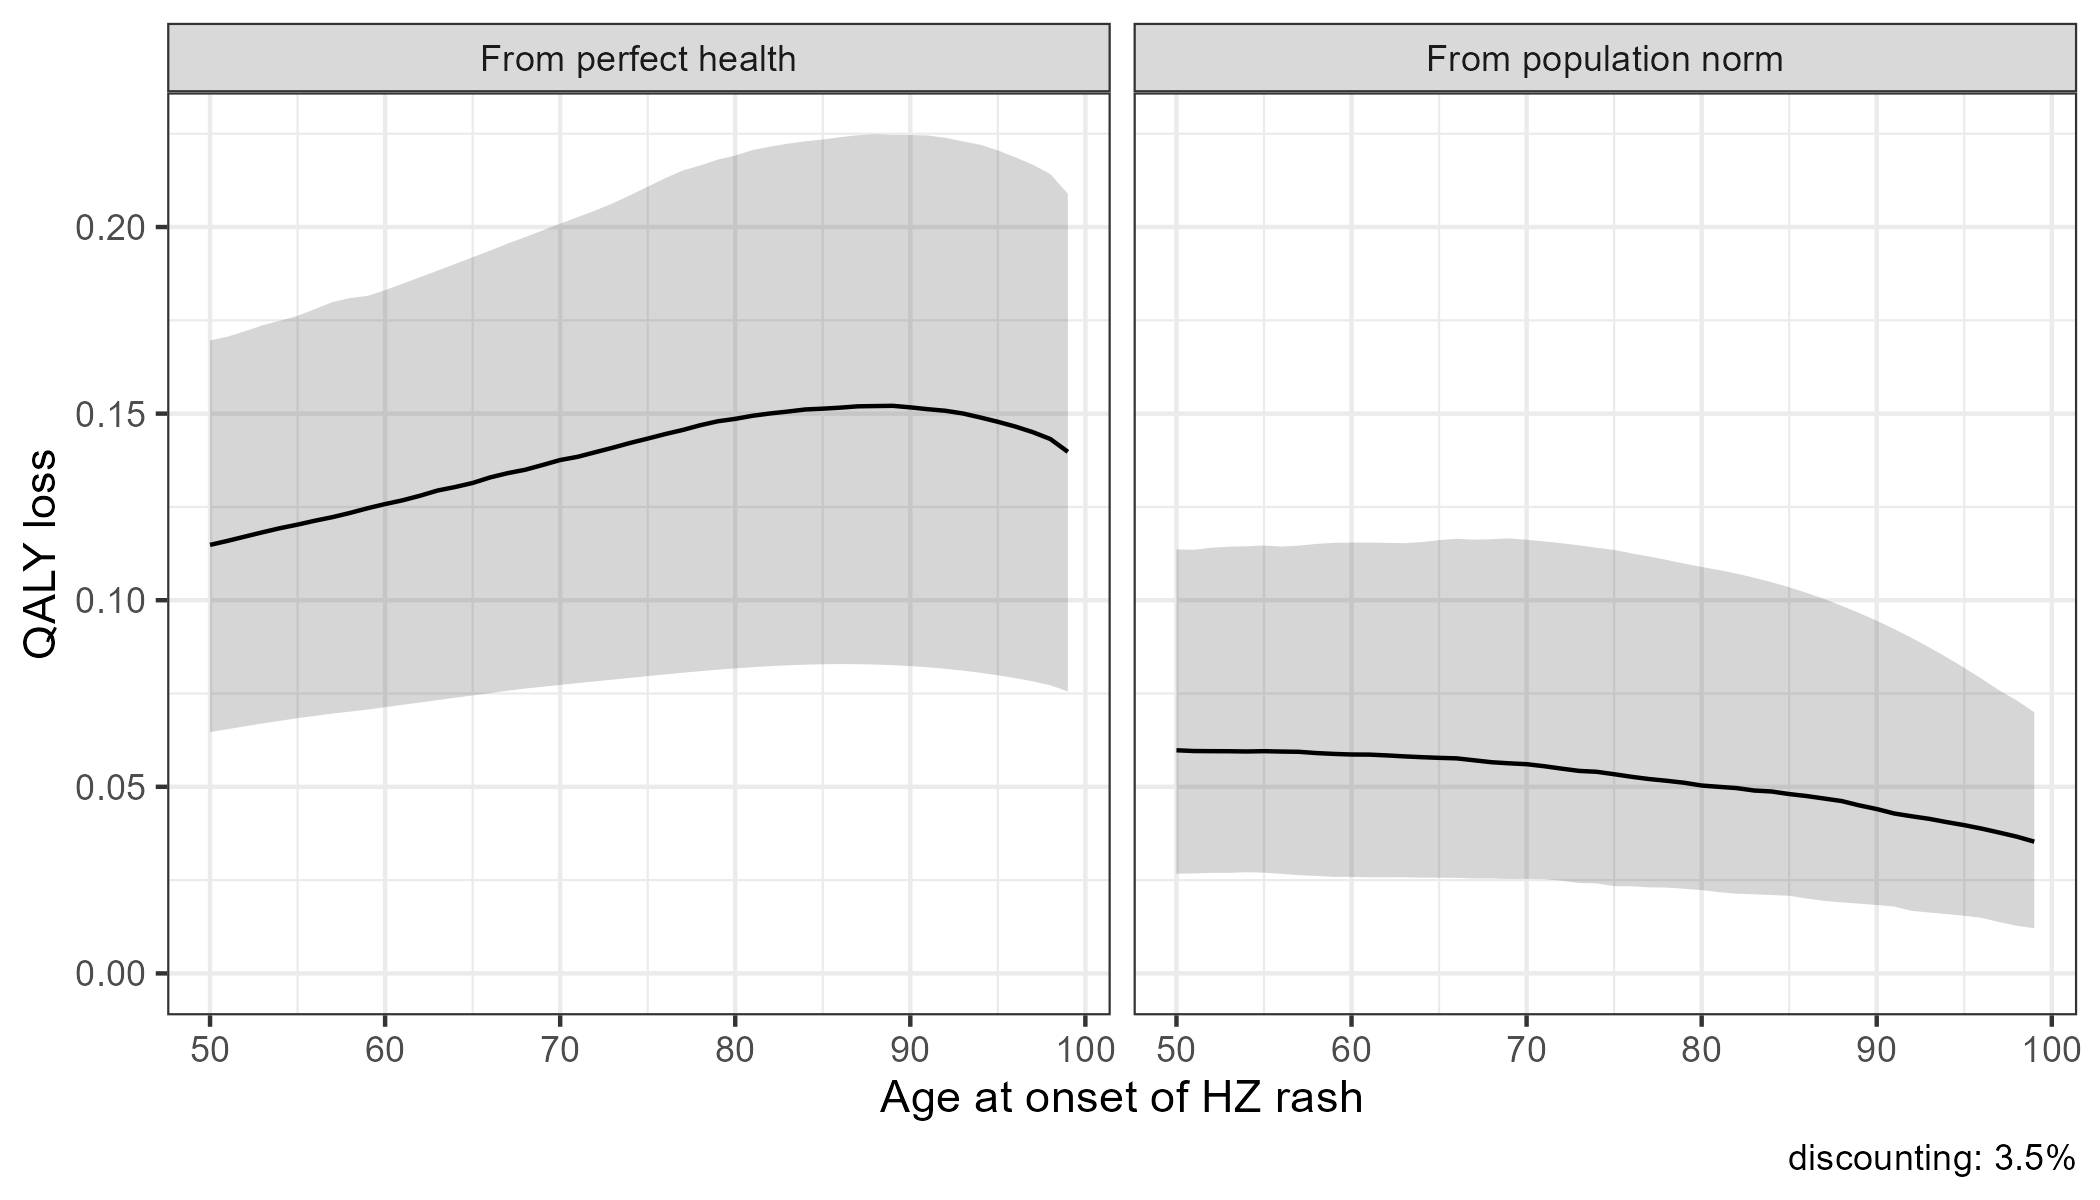 From perfect health
From population norm
QALY loss
0.20
0.15
0.10
0.05
0.00
50 60 70 80 90 100
50 60 70 80 90 100
Age at onset of HZ rash
discounting: 3.5%